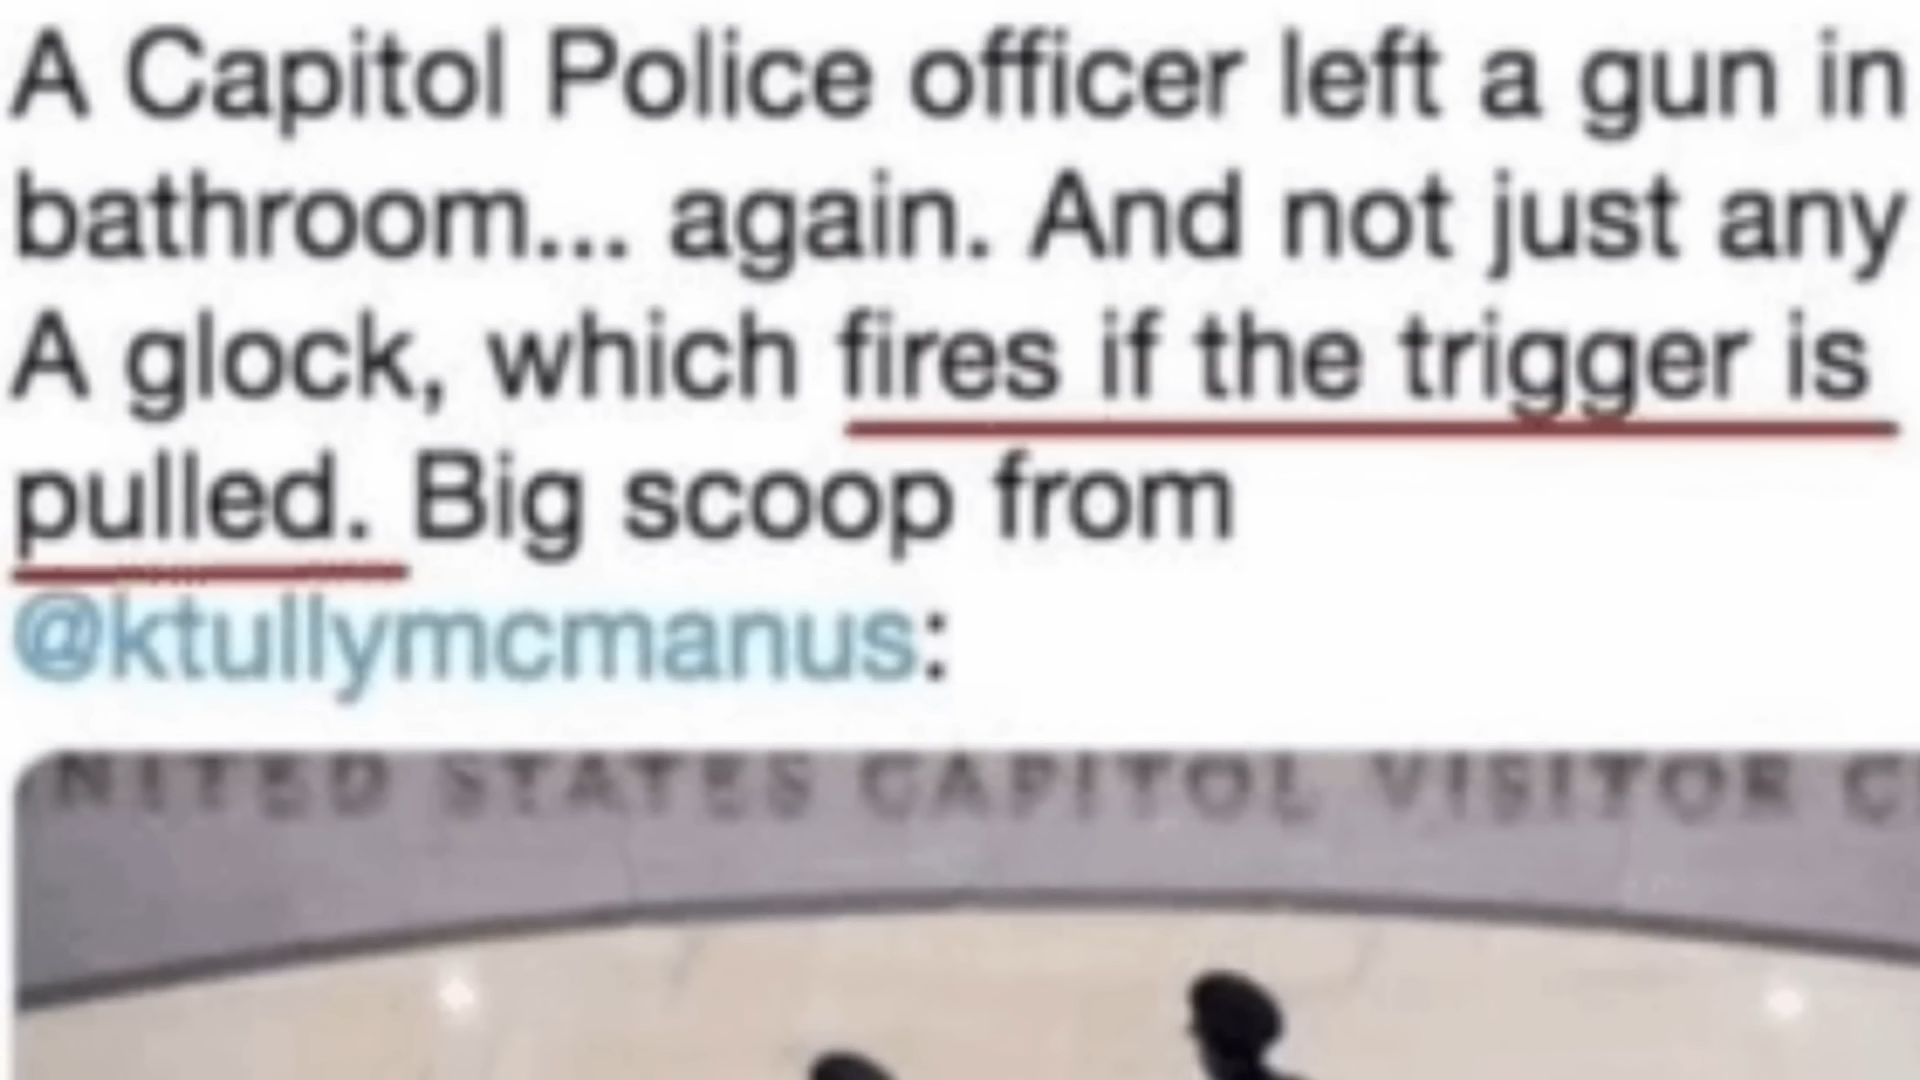 A Capitol Police officer left a gun in
bathroom... again. And not just any
A glock, which fires if the trigger is
pulled. Big scoop from
@ktullymcmanus:
NITED STATES CAPITOL VISITOR C